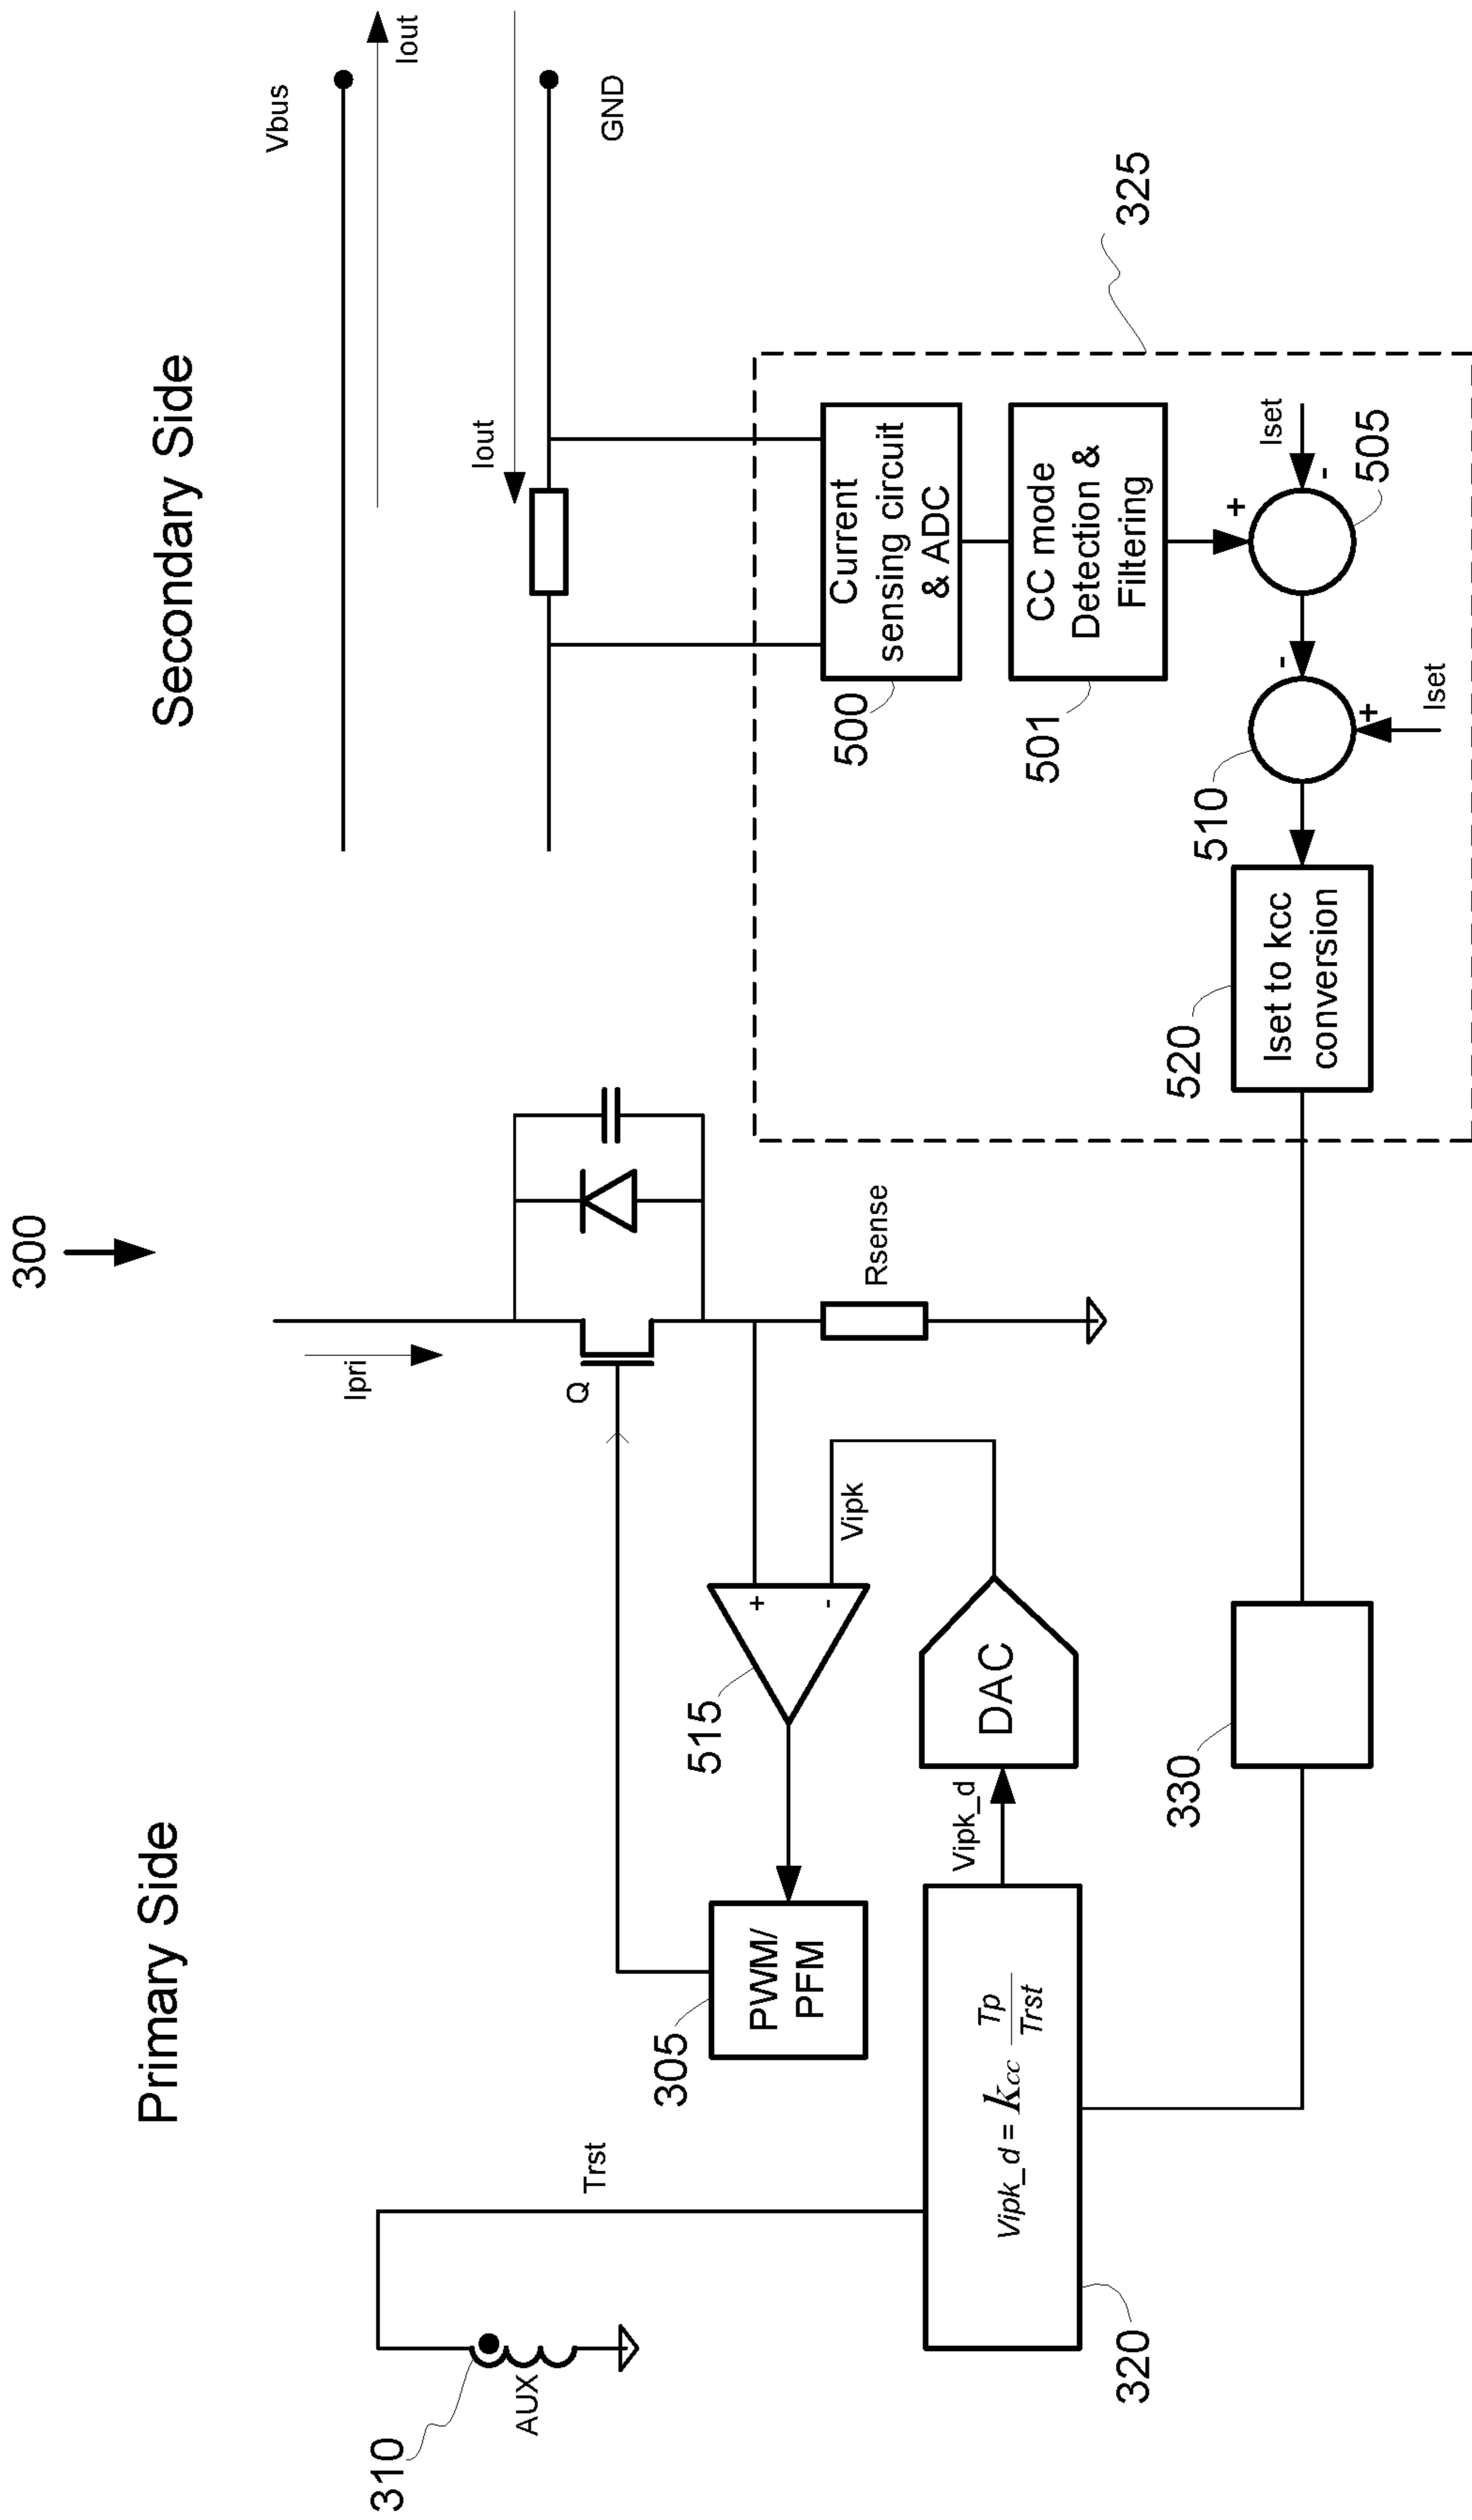 300
Primary Side
Secondary Side
Vbus
Iout
Iout
GND
310
AUX
Trst
Ipri
Q
Rsense
305
PWM/
PFM
515
+
-
Vipk
DAC
Vipk_d
320
Vipk_d = kcc Tp
Trst
330
325
500
Current
sensing circuit
& ADC
501
CC mode
Detection &
Filtering
+
-
Iset
505
-
+
Iset
510
520
Iset to kcc
conversion